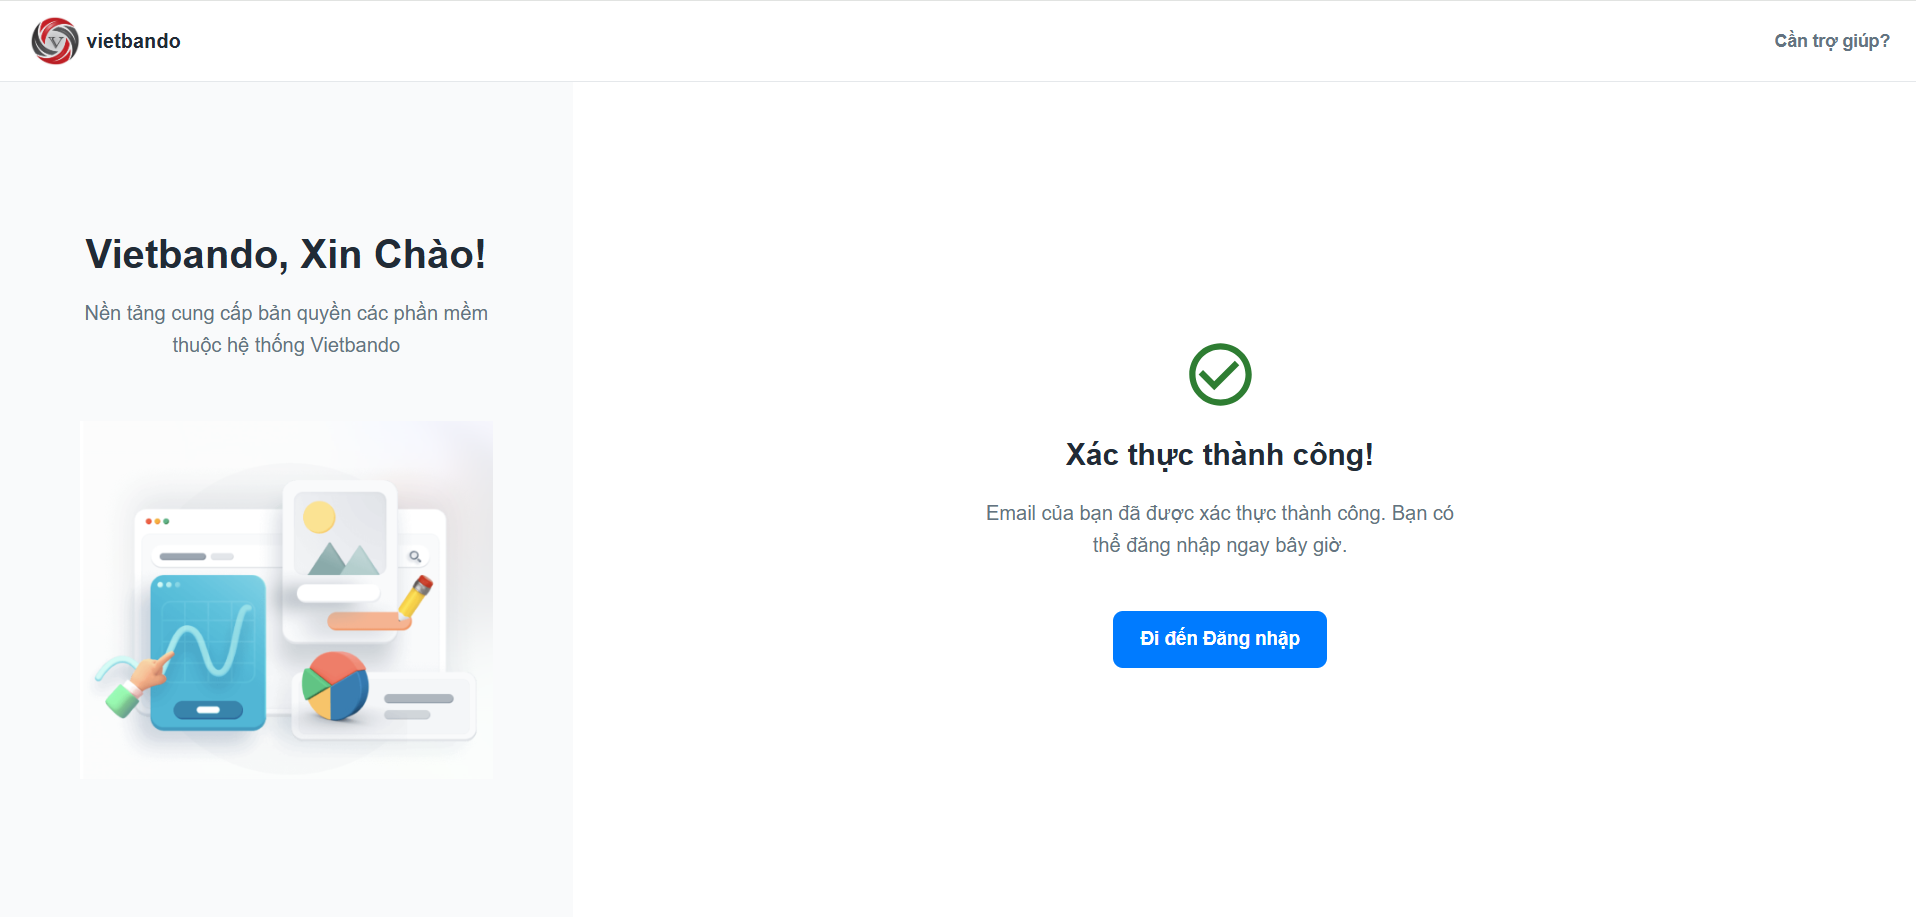 vietbando
Cần trợ giúp?
Vietbando, Xin Chào!
Nền tảng cung cấp bản quyền các phần mềm
thuộc hệ thống Vietbando
Xác thực thành công!
Email của bạn đã được xác thực thành công. Bạn có
thể đăng nhập ngay bây giờ.
Đi đến Đăng nhập